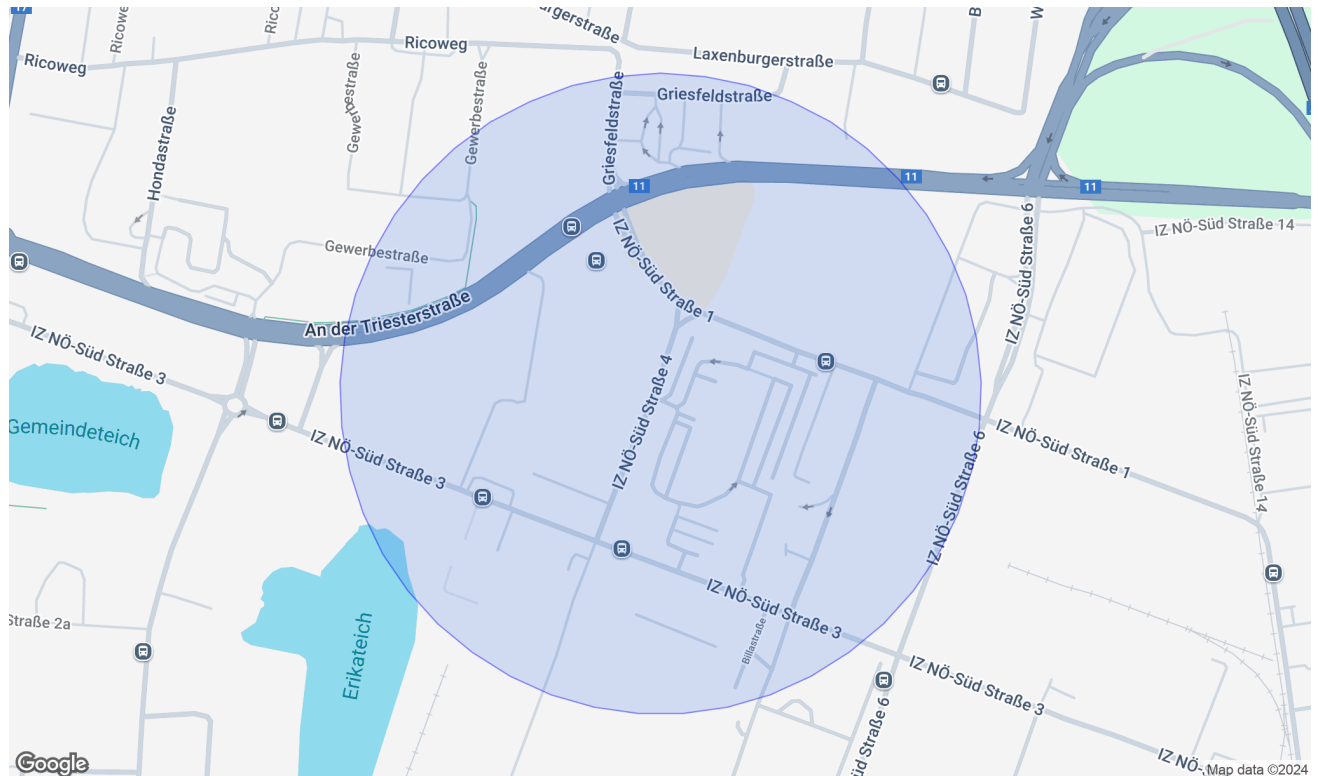 17
Ricoweg
Ricoweg
Ricoweg
Laxenburgerstraße
Griesfeldstraße
Griesfeldstraße
Gewerbestraße
Hondastraße
11
11
11
IZ NÖ-Süd Straße 14
IZ NÖ-Süd Straße 6
IZ NÖ-Süd Straße 1
Gewerbestraße
An der Triesterstraße
IZ NÖ-Süd Straße 3
IZ NÖ-Süd Straße 4
IZ NÖ-Süd Straße 14
Gemeindeteich
IZ NÖ-Süd Straße 3
IZ NÖ-Süd Straße 1
IZ NÖ-Süd Straße 6
IZ NÖ-Süd Straße 3
Billastraße
Straße 2a
Erikateich
IZ NÖ-Süd Straße 3
Straße 6
Google
Map data ©2024